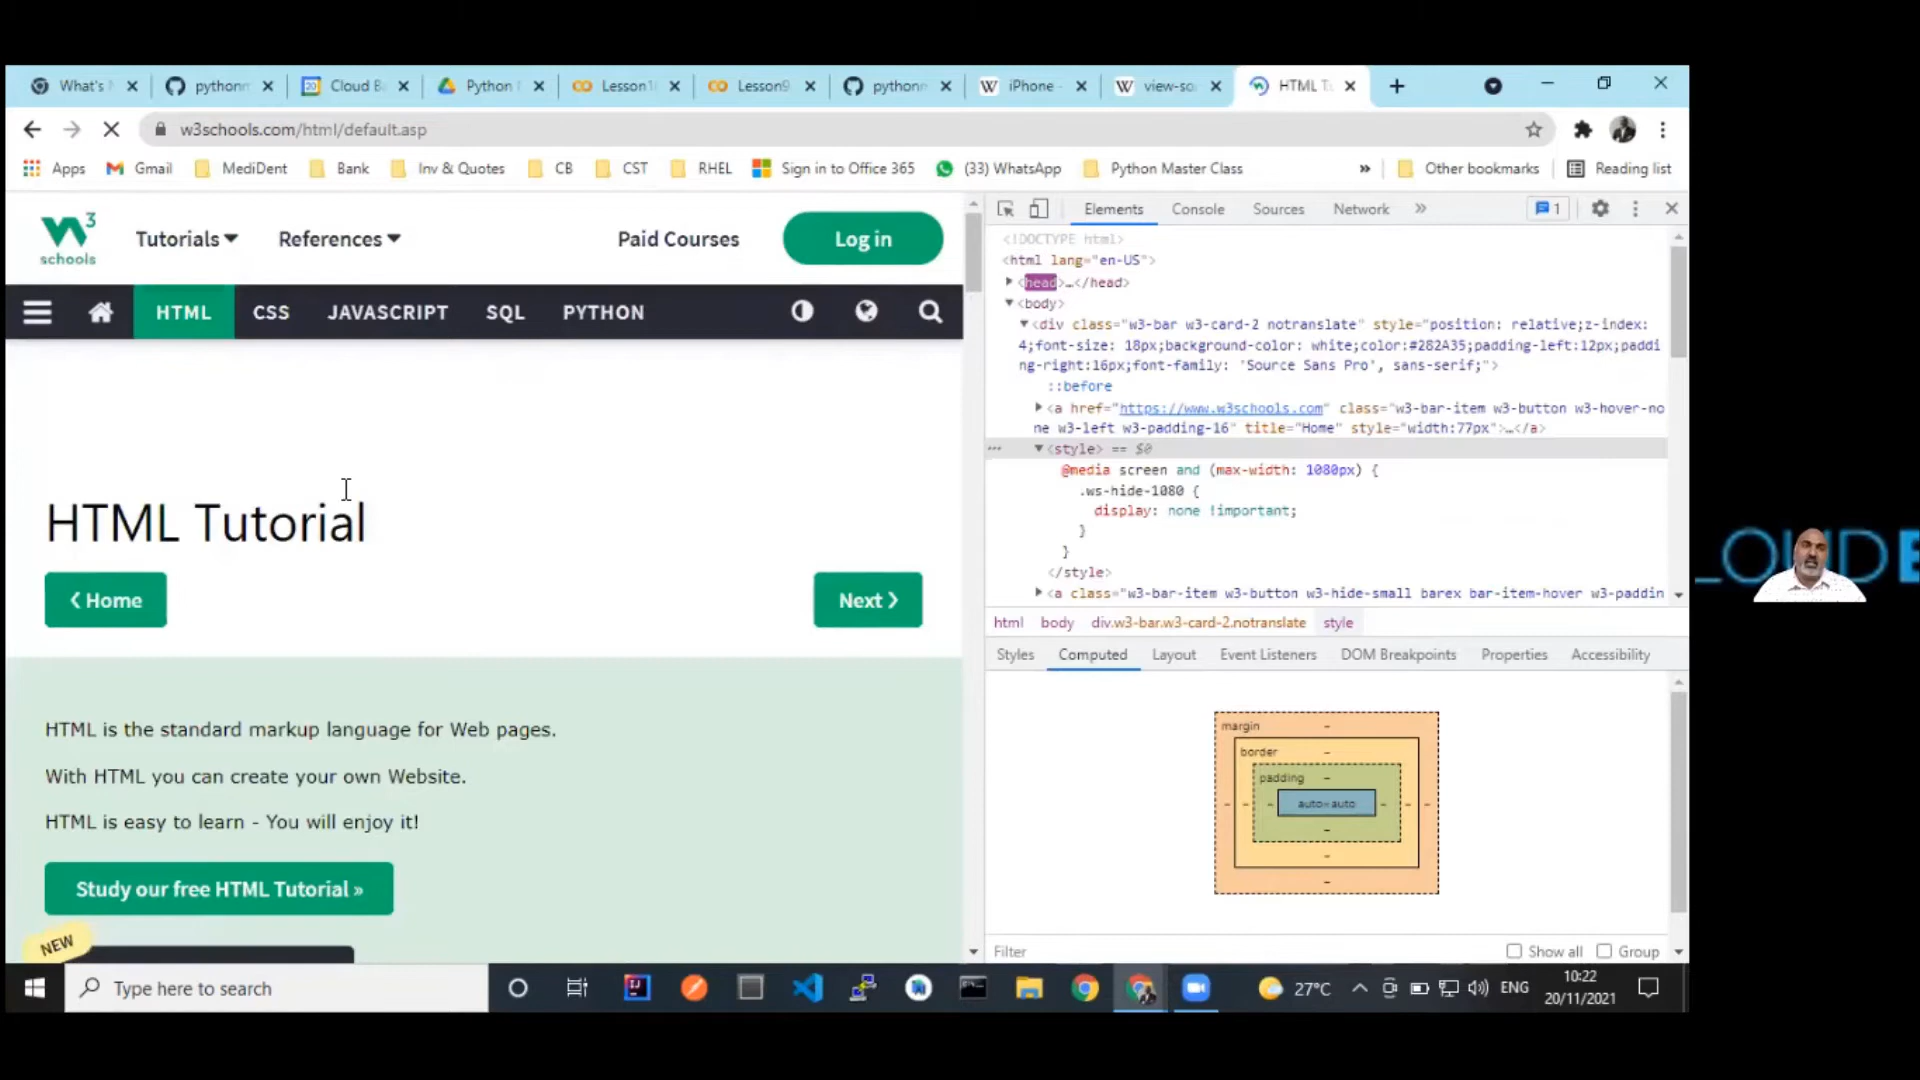 What's
pythonn
Cloud B
Python
Lesson1
Lesson9
pythonn
iPhone -
view-so
HTML T
w3schools.com/html/default.asp
Apps
Gmail
MediDent
Bank
Inv & Quotes
CB
CST
RHEL
Sign in to Office 365
(33) WhatsApp
Python Master Class
»
Other bookmarks
Reading list
W3 schools
Tutorials
References
Paid Courses
Log in
HTML
CSS
JAVASCRIPT
SQL
PYTHON
HTML Tutorial
❮ Home
Next ❯
HTML is the standard markup language for Web pages.
With HTML you can create your own Website.
HTML is easy to learn - You will enjoy it!
Study our free HTML Tutorial »
NEW
Elements
Console
Sources
Network
»
1
<!DOCTYPE html>
<html lang="en-US">
<head>…</head>
<body>
<div class="w3-bar w3-card-2 notranslate" style="position: relative;z-index:
4;font-size: 18px;background-color: white;color:#282A35;padding-left:12px;paddi
ng-right:16px;font-family: 'Source Sans Pro', sans-serif;">
::before
<a href="https://www.w3schools.com" class="w3-bar-item w3-button w3-hover-no
ne w3-left w3-padding-16" title="Home" style="width:77px">…</a>
<style> == $0
@media screen and (max-width: 1080px) {
.ws-hide-1080 {
display: none !important;
}
}
</style>
<a class="w3-bar-item w3-button w3-hide-small barex bar-item-hover w3-paddin
html
body
div.w3-bar.w3-card-2.notranslate
style
Styles
Computed
Layout
Event Listeners
DOM Breakpoints
Properties
Accessibility
margin
border
padding
auto×auto
Filter
Show all
Group
Type here to search
27°C
ENG
10:22
20/11/2021